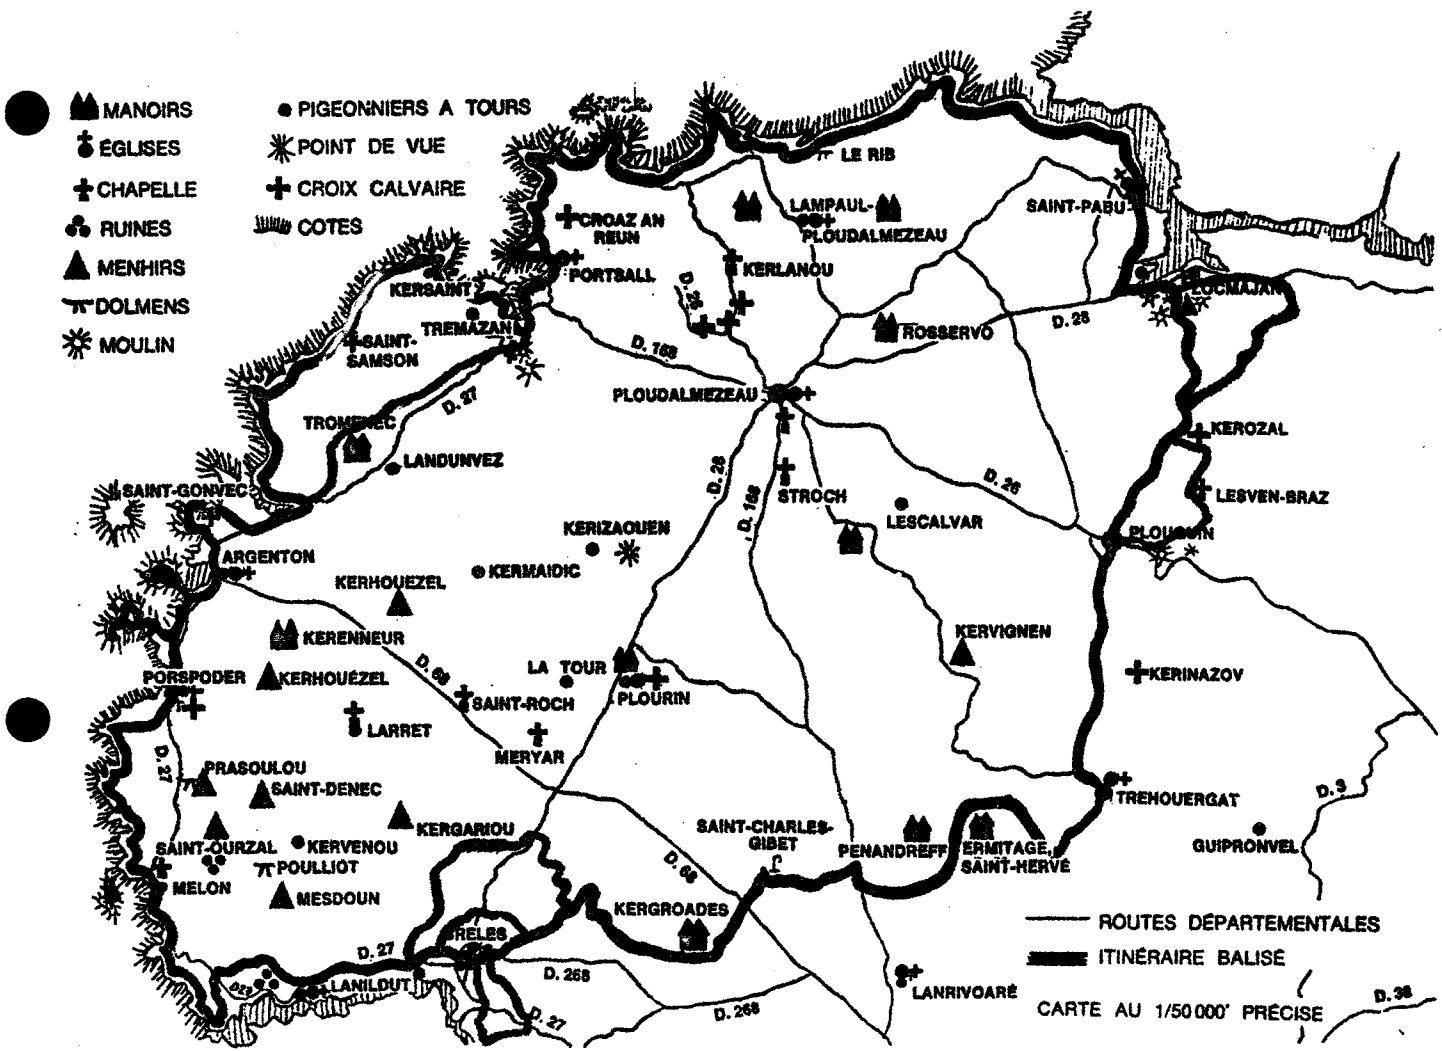 MANOIRS
ÉGLISES
CHAPELLE
RUINES
MENHIRS
DOLMENS
MOULIN
PIGEONNIERS A TOURS
POINT DE VUE
CROIX CALVAIRE
COTES
LE RIB
SAINT-PABU
CROAZ AN
REUN
PORTSALL
LAMPAUL-
PLOUDALMEZEAU
KERLANOU
D. 26
KERSAINT
TREMAZAN
SAINT-
SAMSON
LOCMAJAN
D. 28
ROSSERVO
D. 168
PLOUDALMEZEAU
D. 27
TROMENEC
LANDUNVEZ
KEROZAL
LESVEN-BRAZ
SAINT-GONVEC
D. 28
D. 168
STROCH
D. 26
LESCALVAR
PLOUGUIN
KERIZAOUEN
ARGENTON
KERMAIDIC
KERHOUEZEL
KERENNEUR
KERVIGNEN
PORSPODER
KERHOUÉZEL
D. 68
LA TOUR
SAINT-ROCH
PLOURIN
KERINAZOV
LARRET
MERYAR
D. 27
PRASOULOU
SAINT-DENEC
TREHOUERGAT
D. 3
KERGARIOU
SAINT-OURZAL
KERVENOU
POULLIOT
MELON
MESDOUN
SAINT-CHARLES-
GIBET
D. 68
PENANDREFF
ERMITAGE,
SAINT-HERVÉ
GUIPRONVEL
KERGROADES
BRELES
D. 27
D27
LANILDUT
D. 268
D. 268
D. 27
LANRIVOARÉ
ROUTES DÉPARTEMENTALES
ITINÉRAIRE BALISÉ
CARTE AU 1/50 000° PRÉCISE
D. 38